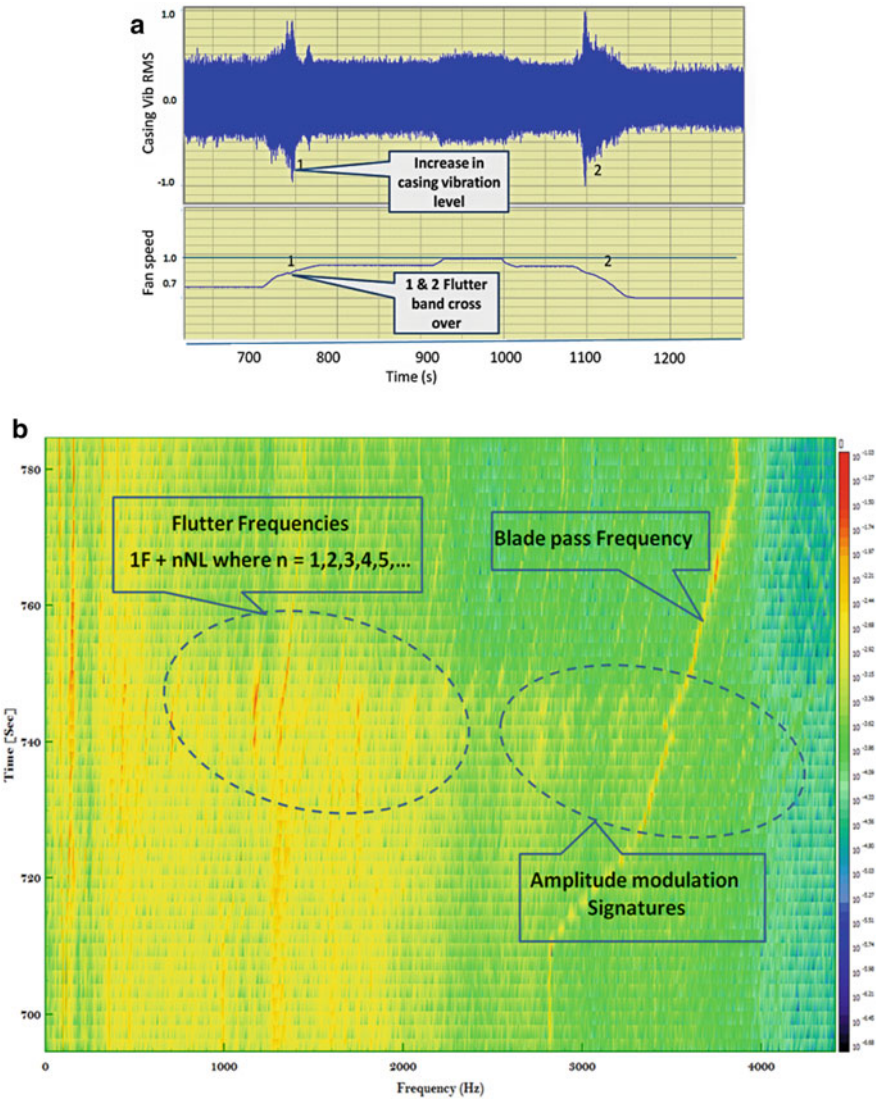 a
1.0
0.0
-1.0
Casing Vib RMS
1
2
Increase in
casing vibration
level
Fan speed
1.0
0.7
1
2
1 & 2 Flutter
band cross
over
700
800
900
1000
1100
1200
Time (s)
b
Time [Sec]
780
760
740
720
700
Flutter Frequencies
1F + nNL where n = 1,2,3,4,5,...
Blade pass Frequency
Amplitude modulation
Signatures
0
1000
2000
3000
4000
Frequency (Hz)